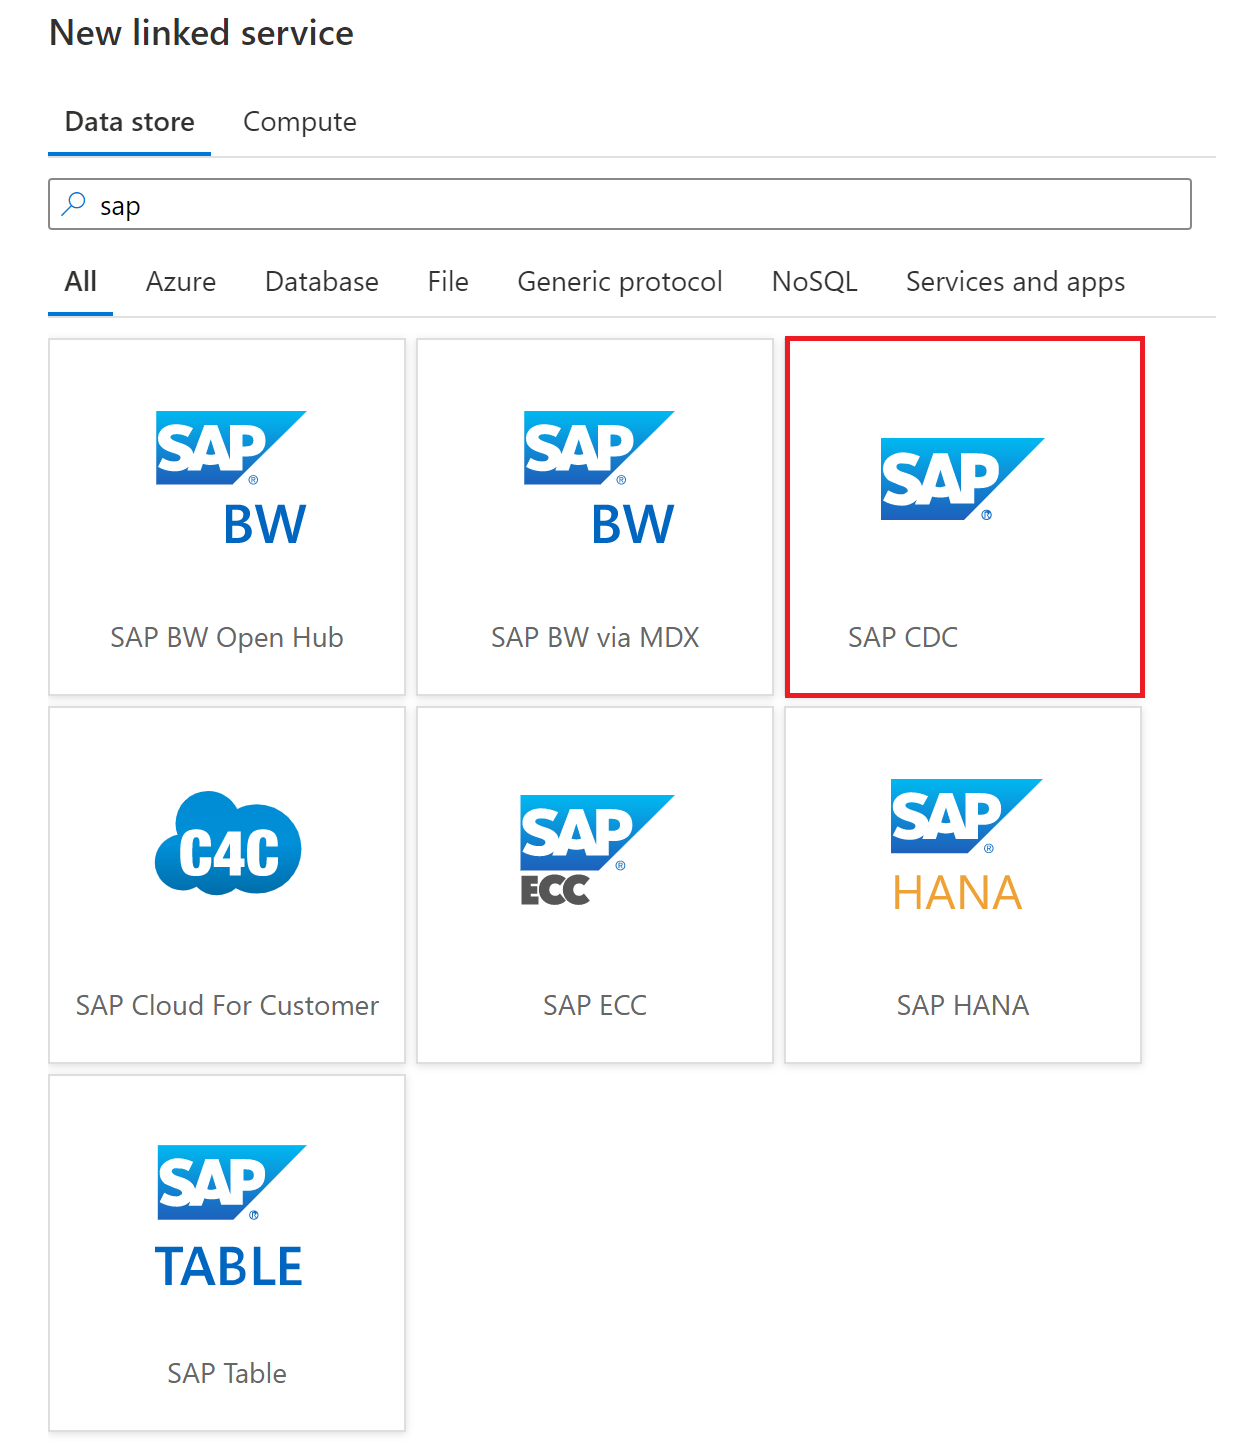 New linked service
Data store Compute
sap
All Azure Database File Generic protocol NoSQL Services and apps
SAP ®
BW
SAP BW Open Hub
SAP ®
BW
SAP BW via MDX
SAP ®
SAP CDC
C4C
SAP Cloud For Customer
SAP ®
ECC
SAP ECC
SAP ®
HANA
SAP HANA
SAP ®
TABLE
SAP Table